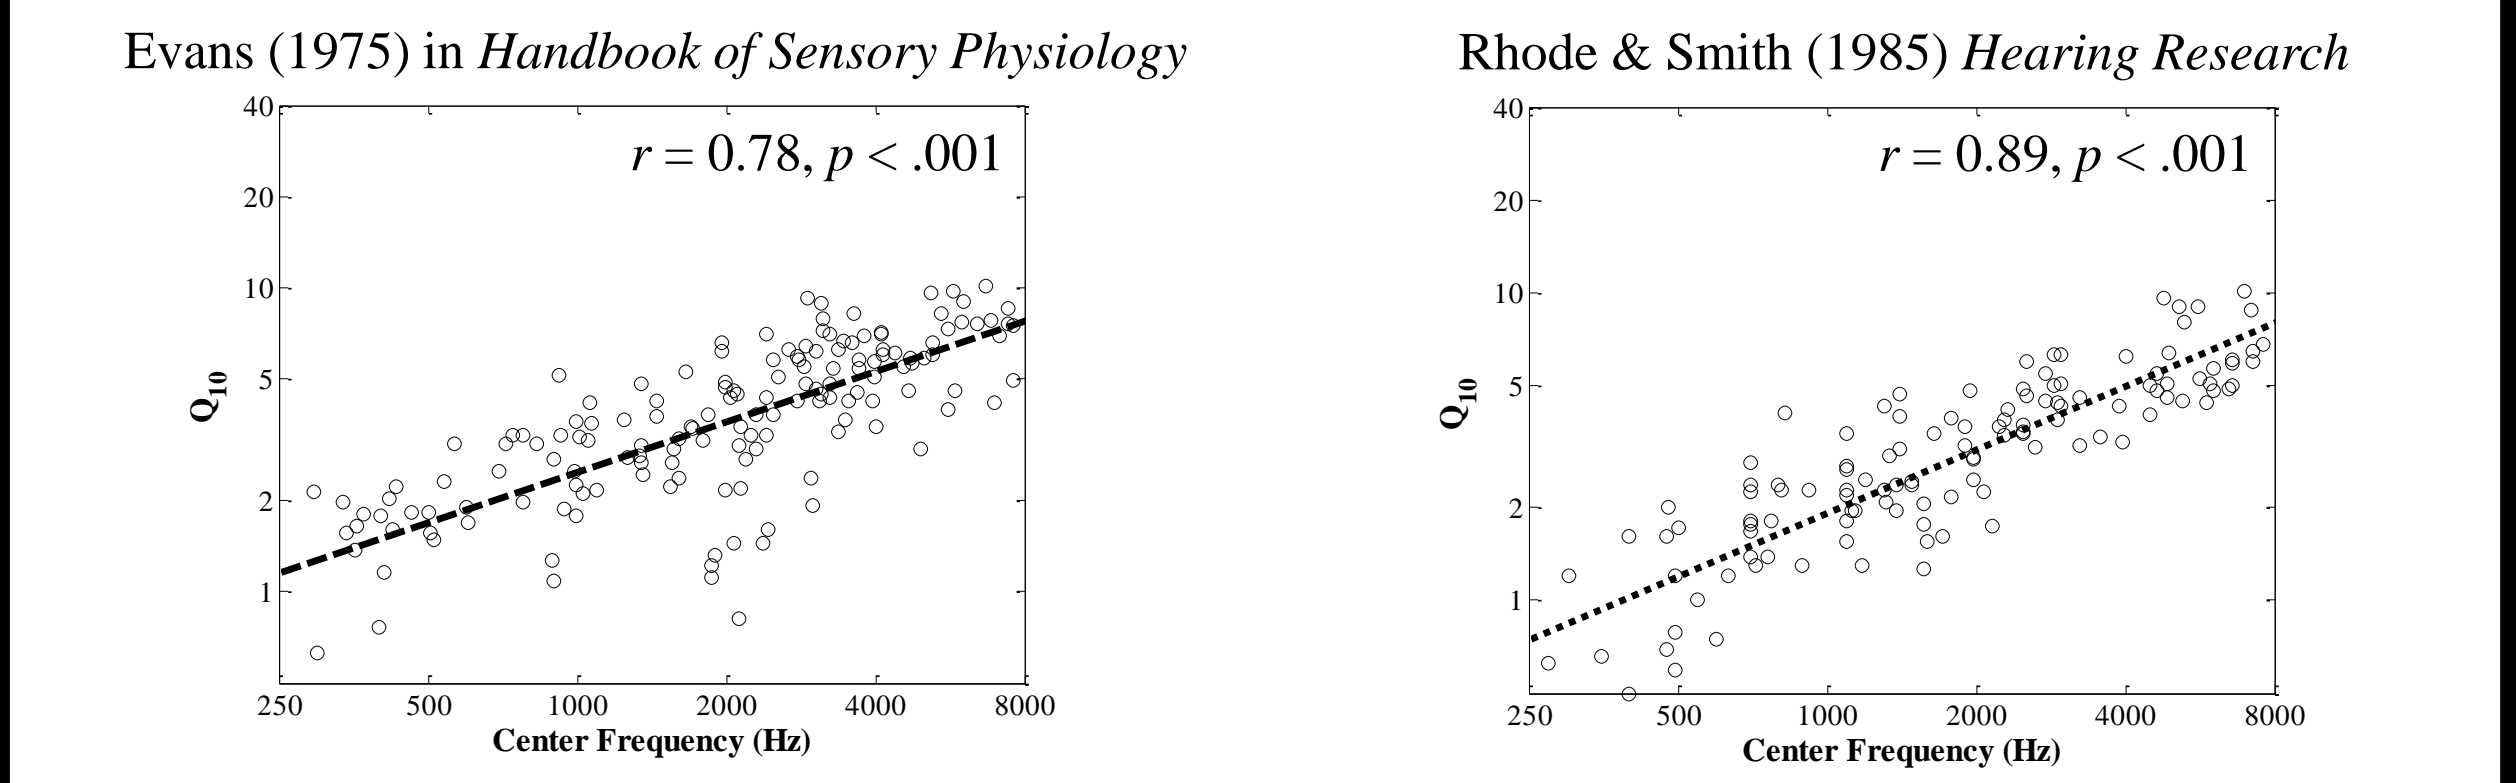 Evans (1975) in Handbook of Sensory Physiology
40
20
10
5
2
1
Q10
r = 0.78, p < .001
250 500 1000 2000 4000 8000
Center Frequency (Hz)
Rhode & Smith (1985) Hearing Research
40
20
10
5
2
1
Q10
r = 0.89, p < .001
250 500 1000 2000 4000 8000
Center Frequency (Hz)